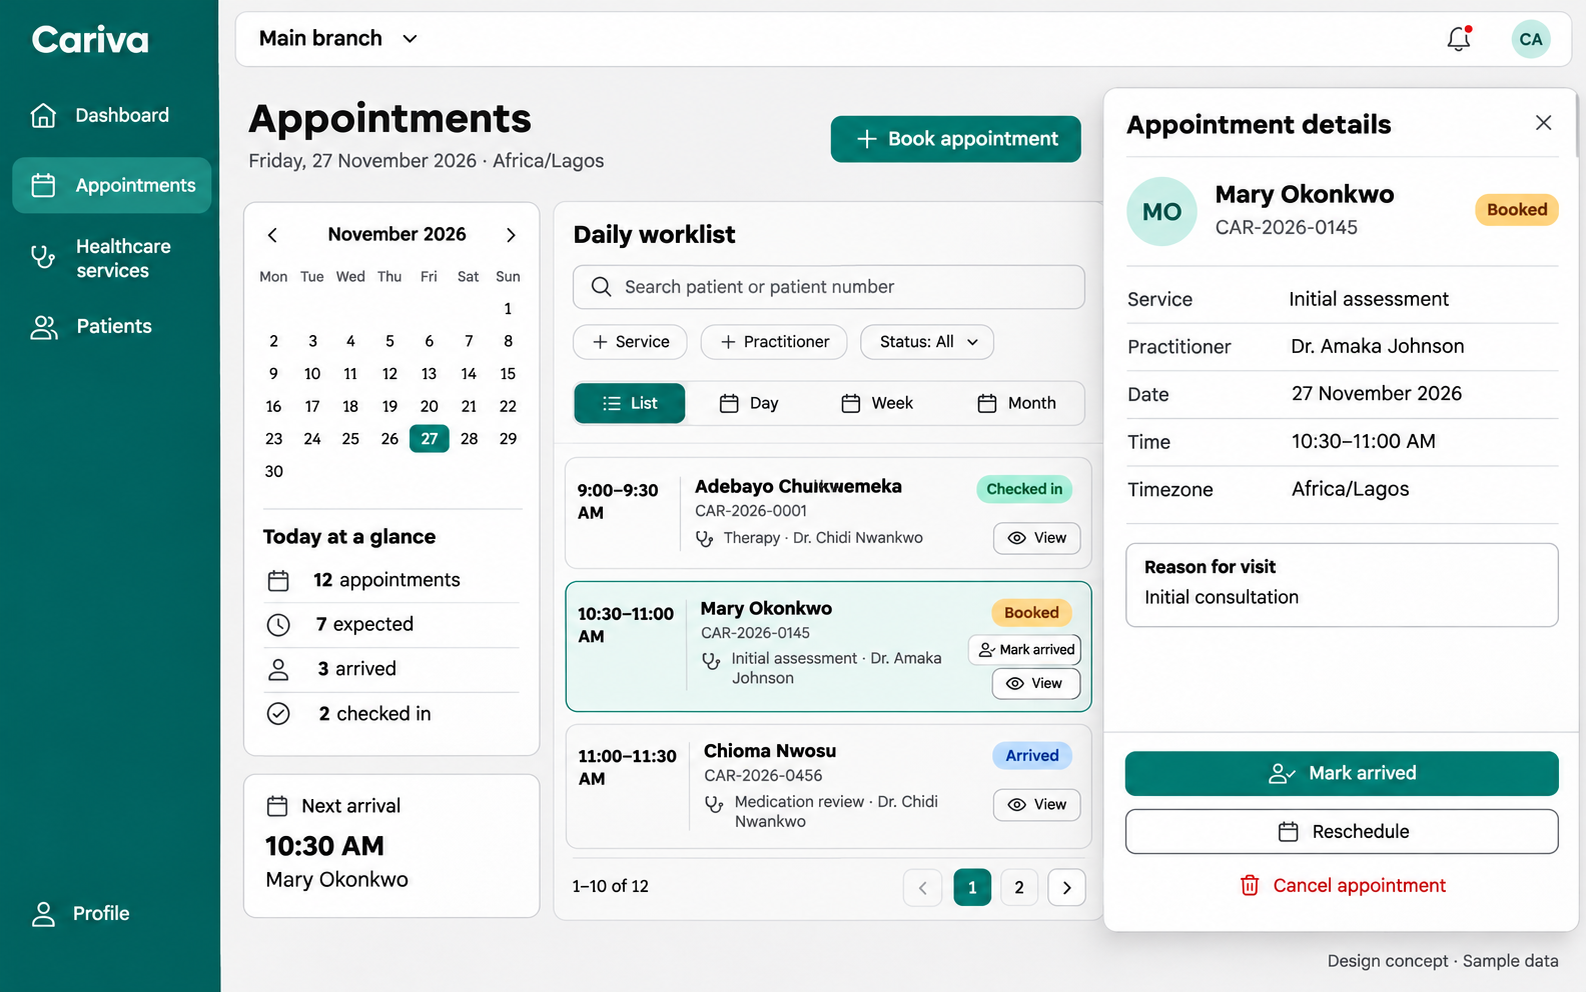 Cariva
Dashboard
Appointments
Healthcare
services
Patients
Profile
Main branch
CA
Appointments
Friday, 27 November 2026 · Africa/Lagos
+ Book appointment
November 2026
Mon Tue Wed Thu Fri Sat Sun
1
2 3 4 5 6 7 8
9 10 11 12 13 14 15
16 17 18 19 20 21 22
23 24 25 26 27 28 29
30
Today at a glance
12 appointments
7 expected
3 arrived
2 checked in
Next arrival
10:30 AM
Mary Okonkwo
Daily worklist
Search patient or patient number
+ Service + Practitioner Status: All
List Day Week Month
9:00–9:30
AM
Adebayo Chuikwemeka
CAR-2026-0001
Therapy · Dr. Chidi Nwankwo
Checked in
View
10:30–11:00
AM
Mary Okonkwo
CAR-2026-0145
Initial assessment · Dr. Amaka
Johnson
Booked
Mark arrived
View
11:00–11:30
AM
Chioma Nwosu
CAR-2026-0456
Medication review · Dr. Chidi
Nwankwo
Arrived
View
1–10 of 12
1 2
Appointment details
MO
Mary Okonkwo
CAR-2026-0145
Booked
Service Initial assessment
Practitioner Dr. Amaka Johnson
Date 27 November 2026
Time 10:30–11:00 AM
Timezone Africa/Lagos
Reason for visit
Initial consultation
Mark arrived
Reschedule
Cancel appointment
Design concept · Sample data